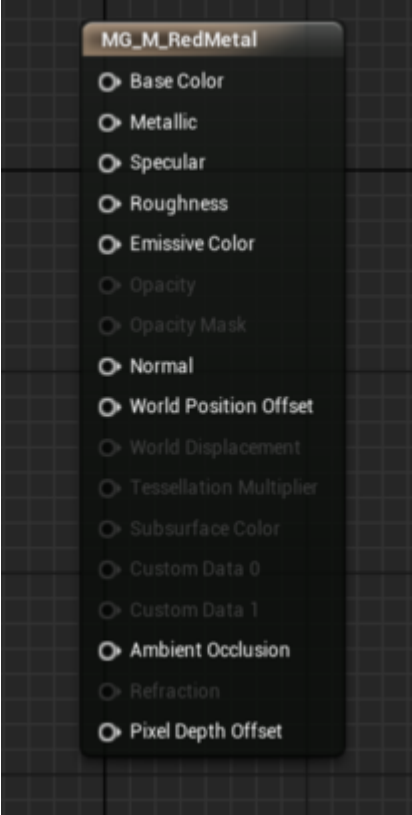 MG_M_RedMetal
Base Color
Metallic
Specular
Roughness
Emissive Color
Opacity
Opacity Mask
Normal
World Position Offset
World Displacement
Tessellation Multiplier
Subsurface Color
Custom Data 0
Custom Data 1
Ambient Occlusion
Refraction
Pixel Depth Offset